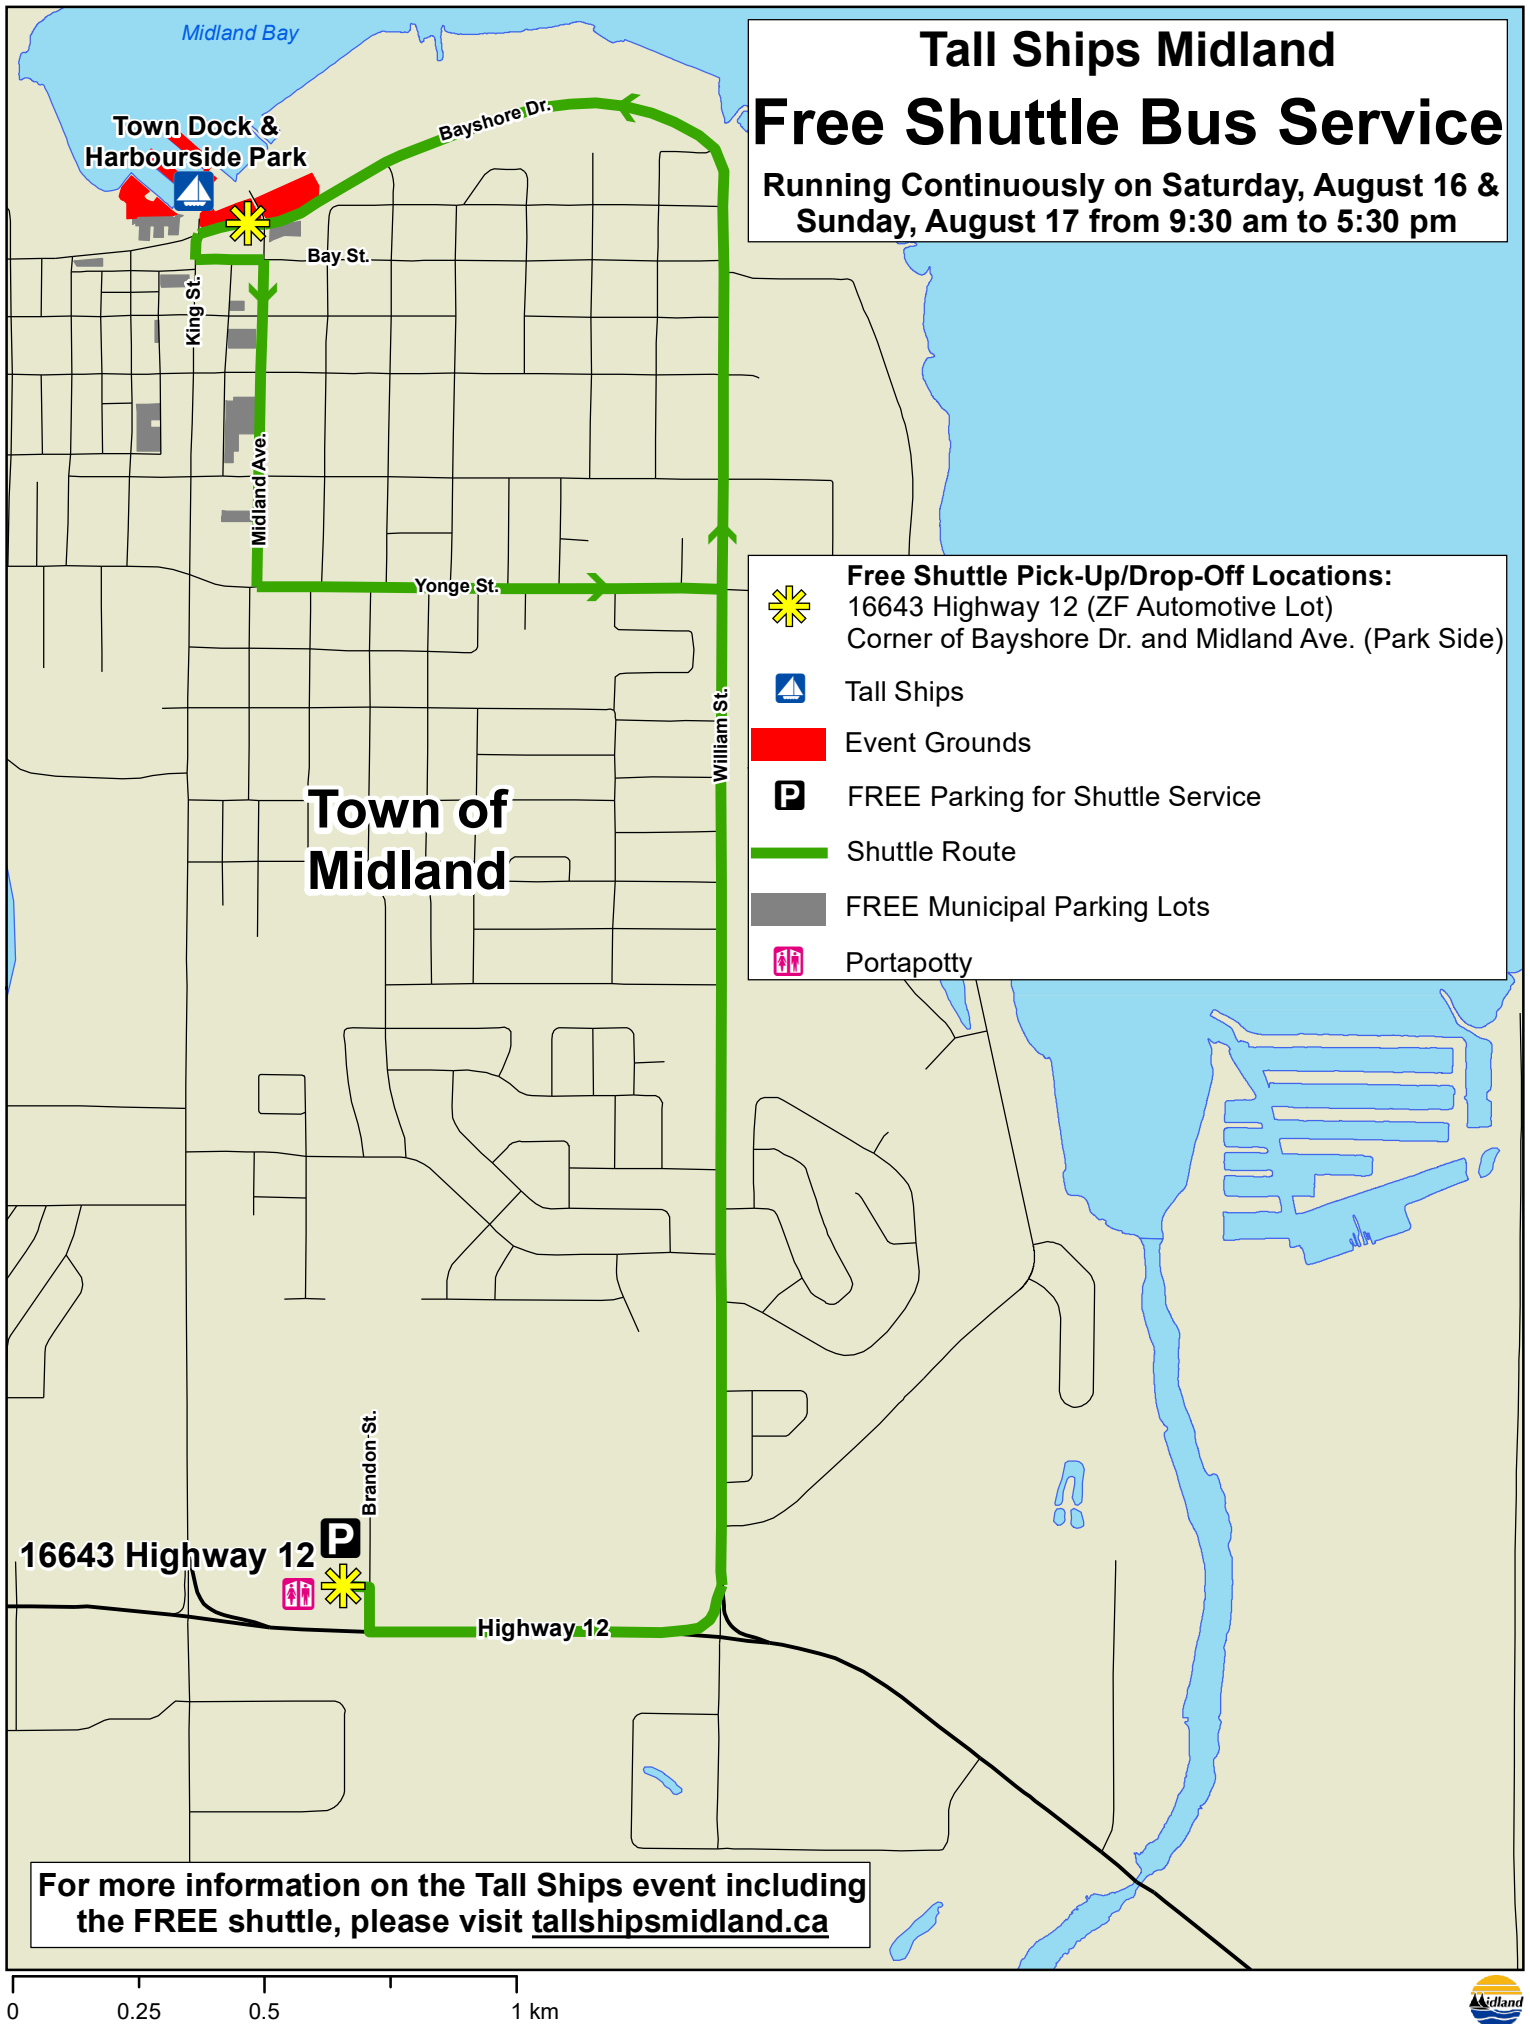 Midland Bay
Tall Ships Midland
Free Shuttle Bus Service
Running Continuously on Saturday, August 16 &
Sunday, August 17 from 9:30 am to 5:30 pm
Bayshore Dr.
Town Dock &
Harbourside Park
Bay St.
King St.
Midland Ave.
Yonge St.
William St.
Free Shuttle Pick-Up/Drop-Off Locations:
16643 Highway 12 (ZF Automotive Lot)
Corner of Bayshore Dr. and Midland Ave. (Park Side)
Tall Ships
Event Grounds
P
FREE Parking for Shuttle Service
Shuttle Route
FREE Municipal Parking Lots
Portapotty
Town of
Midland
Brandon St.
P
16643 Highway 12
Highway 12
For more information on the Tall Ships event including
the FREE shuttle, please visit tallshipsmidland.ca
0 0.25 0.5 1 km
Midland